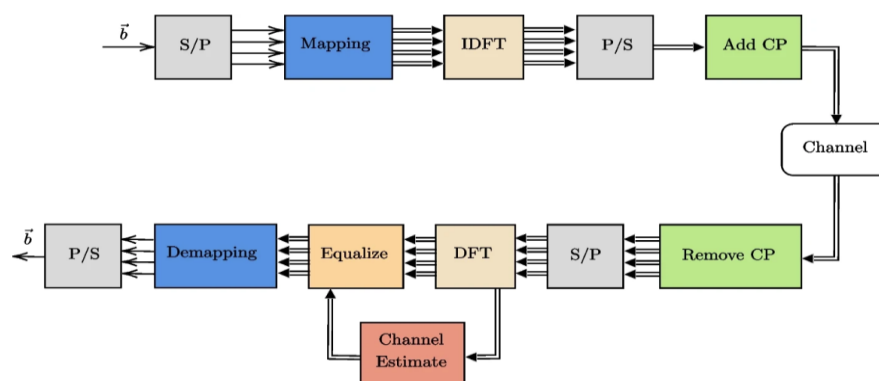 b⃗
S/P
Mapping
IDFT
P/S
Add CP
Channel
b⃗
P/S
Demapping
Equalize
DFT
S/P
Remove CP
Channel
Estimate